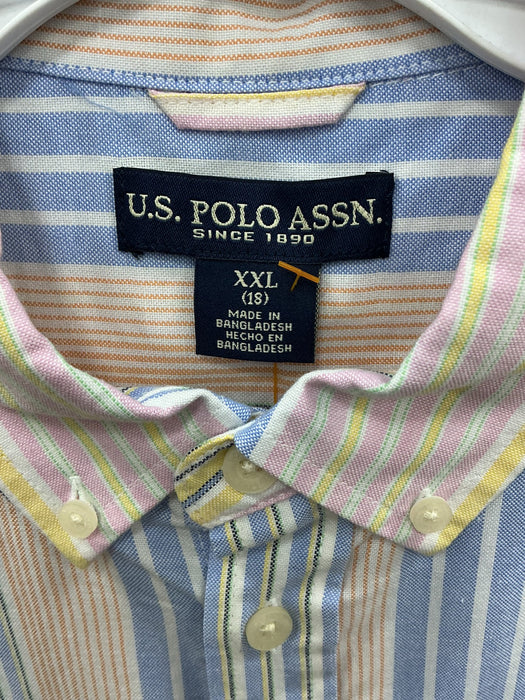 U.S. POLO ASSN.
SINCE 1890
XXL
(18)
MADE IN
BANGLADESH
HECHO EN
BANGLADESH